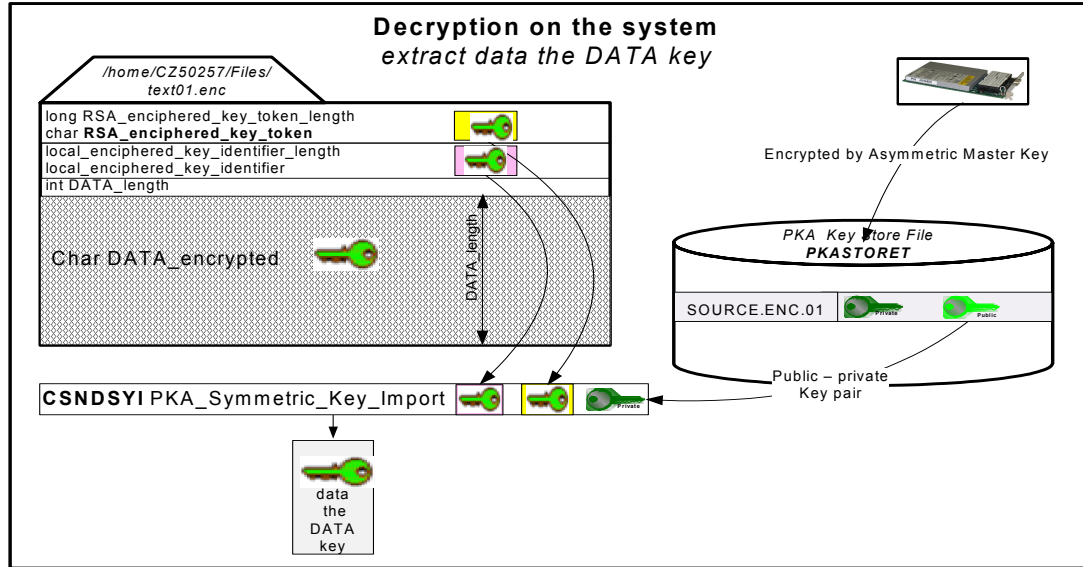 Decryption on the system
extract data the DATA key
/home/CZ50257/Files/
text01.enc
long RSA_enciphered_key_token_length
char RSA_enciphered_key_token
local_enciphered_key_identifier_length
local_enciphered_key_identifier
int DATA_length
Char DATA_encrypted
DATA_length
Encrypted by Asymmetric Master Key
PKA Key Store File
PKASTORET
SOURCE.ENC.01
Private
Public
Public – private
Key pair
CSNDSYI PKA_Symmetric_Key_Import
Private
data
the
DATA
key